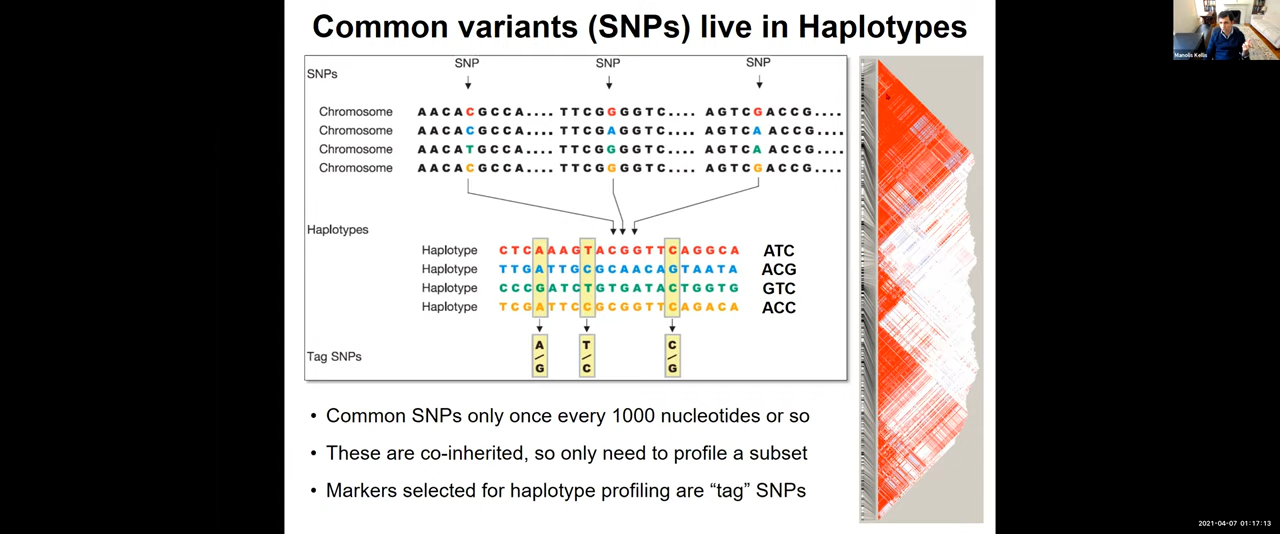 Common variants (SNPs) live in Haplotypes
Manolis Kellis
SNPs
SNP SNP SNP
Chromosome AACACGCCA.... TTCGGGGTC.... AGTCGACCG....
Chromosome AACACGCCA.... TTCGAGGTC.... AGTCAACCG....
Chromosome AACATGCCA.... TTCGGGGTC.... AGTCAACCG....
Chromosome AACACGCCA.... TTCGGGGTC.... AGTCGACCG....
Haplotypes
Haplotype CTCAAAGTACGGTTCAGGCA ATC
Haplotype TTGATTGCGCAACAGTAATA ACG
Haplotype CCCGATCTGTGATACTGGTG GTC
Haplotype TCGATTCCGCGGTTCAGACA ACC
Tag SNPs
A/G T/C C/G
• Common SNPs only once every 1000 nucleotides or so
• These are co-inherited, so only need to profile a subset
• Markers selected for haplotype profiling are “tag” SNPs
2021-04-07 01:17:13